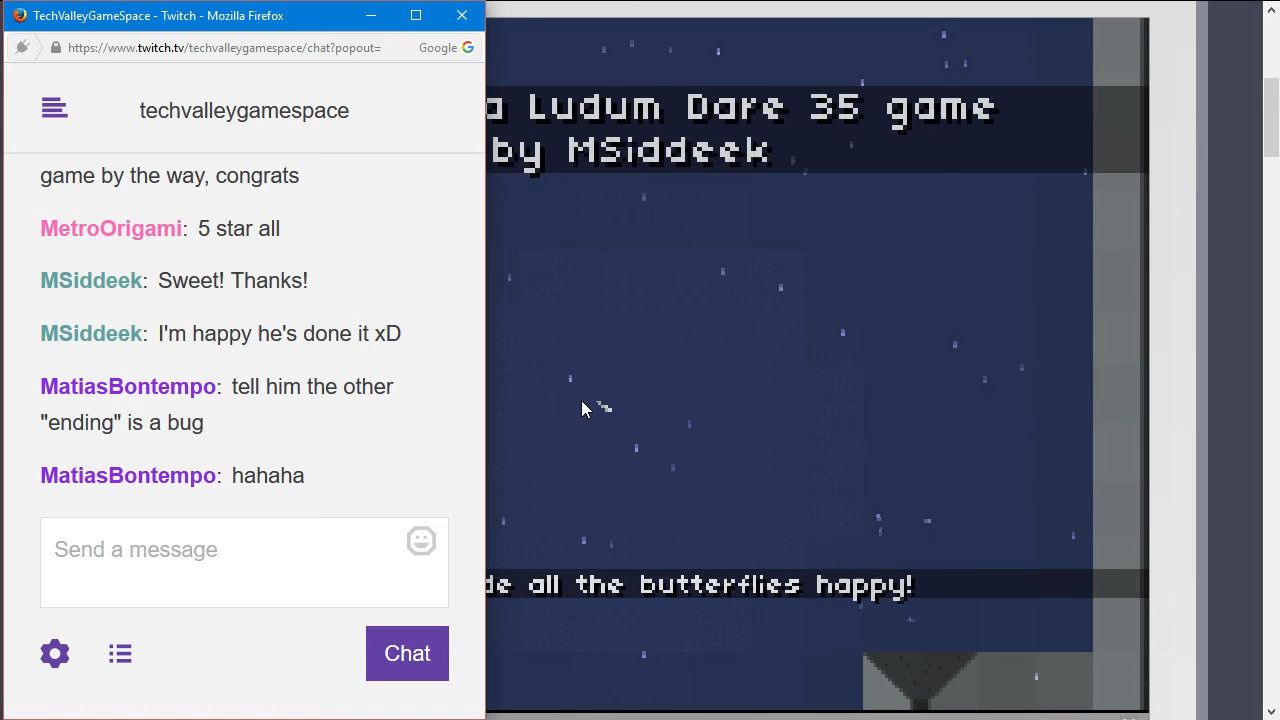 TechValleyGameSpace - Twitch - Mozilla Firefox
https://www.twitch.tv/techvalleygamespace/chat?popout=
Google
techvalleygamespace
game by the way, congrats
MetroOrigami: 5 star all
MSiddeek: Sweet! Thanks!
MSiddeek: I'm happy he's done it xD
MatiasBontempo: tell him the other
"ending" is a bug
MatiasBontempo: hahaha
Send a message
Chat
a Ludum Dare 35 game
by MSiddeek
de all the butterflies happy!